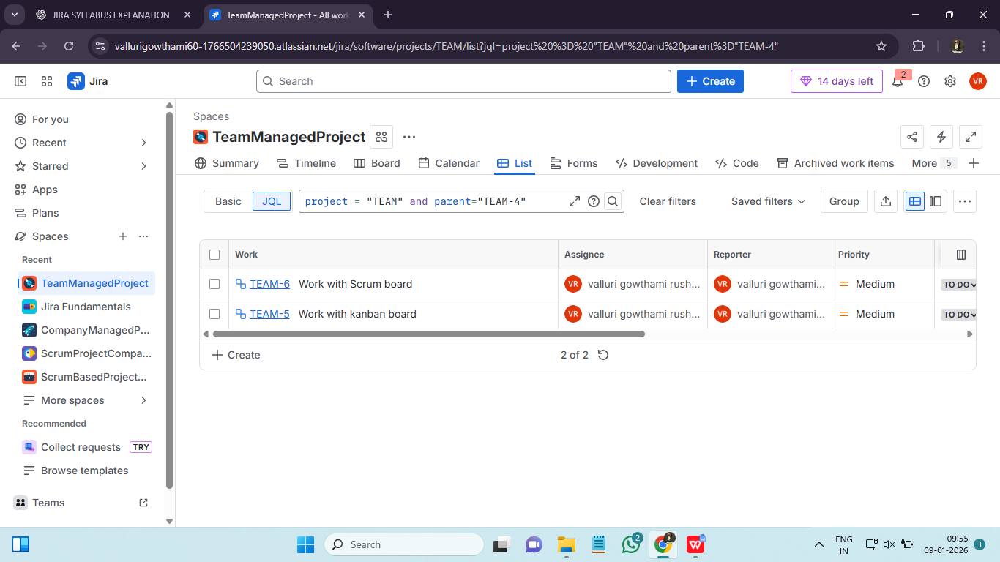 JIRA SYLLABUS EXPLANATION
TeamManagedProject - All work
vallurigowthami60-1766504239050.atlassian.net/jira/software/projects/TEAM/list?jql=project%20%3D%20"TEAM"%20and%20parent%3D"TEAM-4"
Jira
Search
Create
14 days left
2
VR
For you
Recent
Starred
Apps
Plans
Spaces
Recent
TeamManagedProject
Jira Fundamentals
CompanyManagedP...
ScrumProjectCompa...
ScrumBasedProject...
More spaces
Recommended
Collect requests TRY
Browse templates
Teams
Spaces
TeamManagedProject
Summary Timeline Board Calendar List Forms Development Code Archived work items More 5
Basic JQL project = "TEAM" and parent="TEAM-4" Clear filters Saved filters Group
Work Assignee Reporter Priority
TEAM-6 Work with Scrum board VR valluri gowthami rush... VR valluri gowthami... Medium TO DO
TEAM-5 Work with kanban board VR valluri gowthami rush... VR valluri gowthami... Medium TO DO
Create 2 of 2
Search
2
ENG
IN
09:55
09-01-2026
3